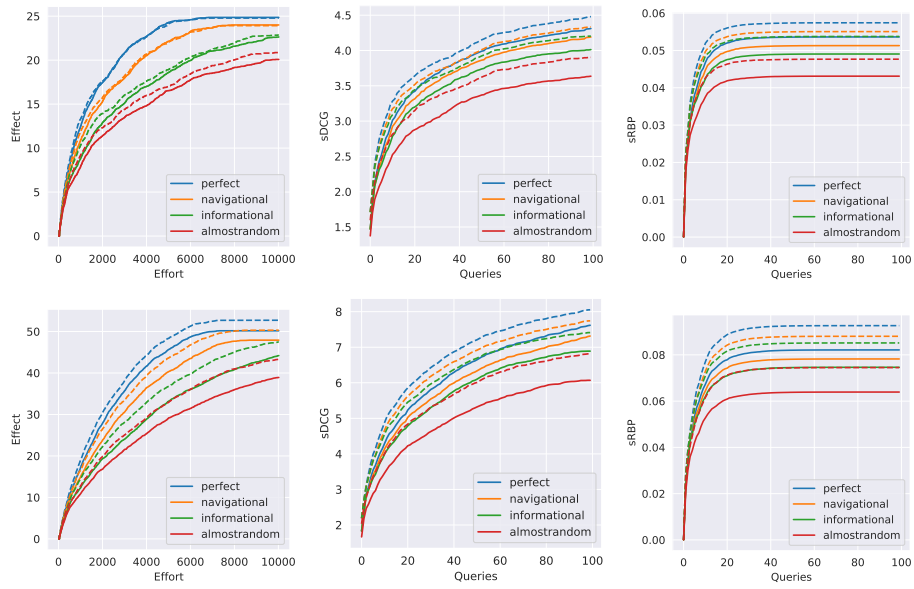 25
20
15
10
5
0
Effect
0 2000 4000 6000 8000 10000
Effort
perfect
navigational
informational
almostrandom
4.5
4.0
3.5
3.0
2.5
2.0
1.5
sDCG
0 20 40 60 80 100
Queries
perfect
navigational
informational
almostrandom
0.06
0.05
0.04
0.03
0.02
0.01
0.00
sRBP
0 20 40 60 80 100
Queries
perfect
navigational
informational
almostrandom
50
40
30
20
10
0
Effect
0 2000 4000 6000 8000 10000
Effort
perfect
navigational
informational
almostrandom
8
7
6
5
4
3
2
sDCG
0 20 40 60 80 100
Queries
perfect
navigational
informational
almostrandom
0.08
0.06
0.04
0.02
0.00
sRBP
0 20 40 60 80 100
Queries
perfect
navigational
informational
almostrandom